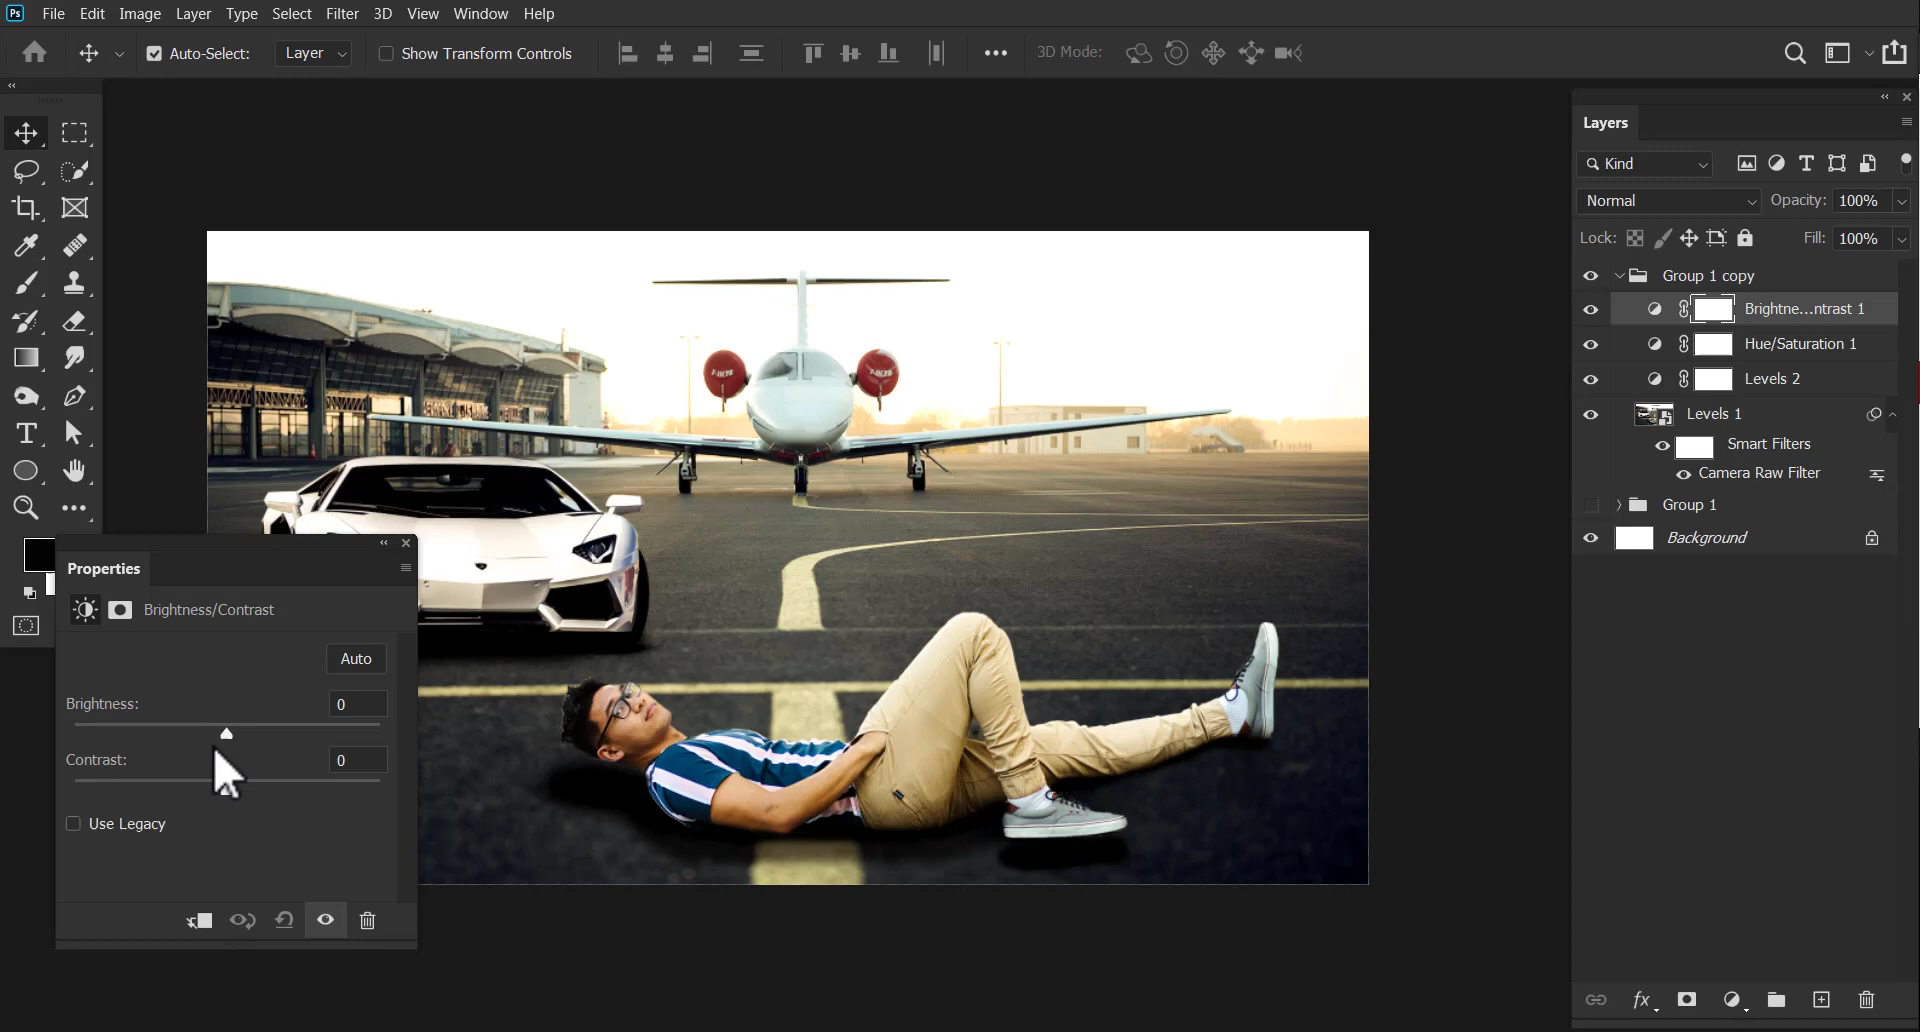 Ps File Edit Image Layer Type Select Filter 3D View Window Help
Auto-Select: Layer Show Transform Controls 3D Mode:
Layers
Kind
Normal Opacity: 100%
Lock: Fill: 100%
Group 1 copy
Brightne...ntrast 1
Hue/Saturation 1
Levels 2
Levels 1
Smart Filters
Camera Raw Filter
Group 1
Background
Properties
Brightness/Contrast
Auto
Brightness: 0
Contrast: 0
Use Legacy
fx